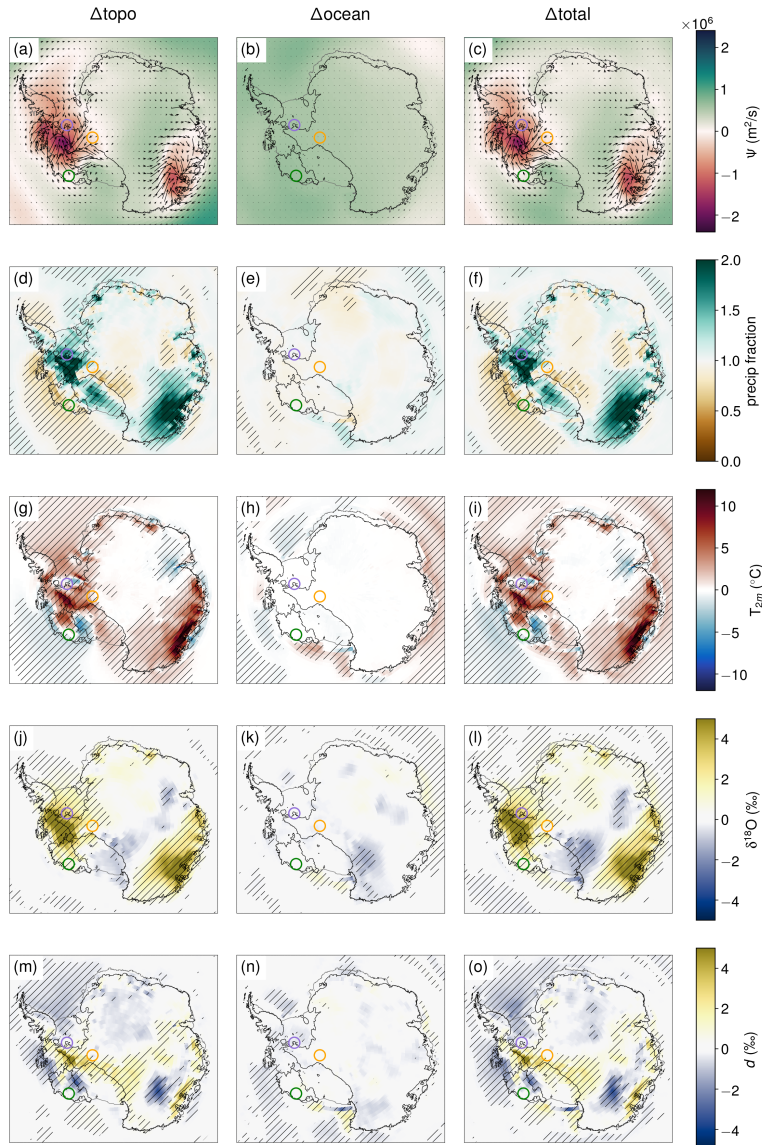 Δtopo Δocean Δtotal
×10⁶
(a) (b) (c)
2
1
0
−1
−2
Ψ (m²/s)
(d) (e) (f)
2.0
1.5
1.0
0.5
0.0
precip fraction
(g) (h) (i)
10
5
0
−5
−10
T₂ₘ (°C)
(j) (k) (l)
4
2
0
−2
−4
δ¹⁸O (‰)
(m) (n) (o)
4
2
0
−2
−4
d (‰)